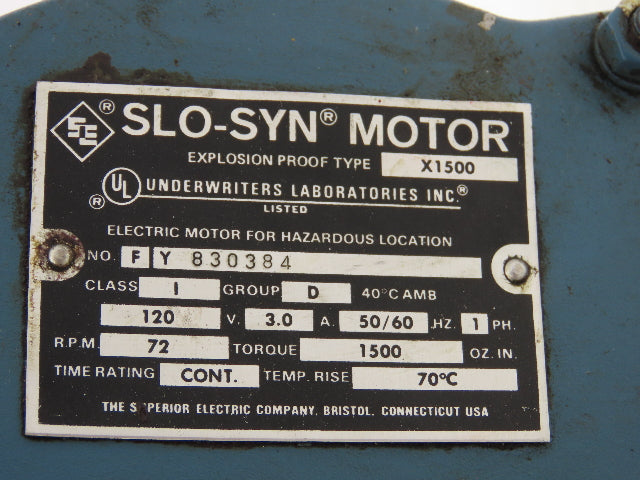 SE ® SLO-SYN® MOTOR
EXPLOSION PROOF TYPE X1500
® UL UNDERWRITERS LABORATORIES INC.®
LISTED
ELECTRIC MOTOR FOR HAZARDOUS LOCATION
NO. F Y 830384
CLASS I GROUP D 40°C AMB
120 V. 3.0 A. 50/60 HZ. 1 PH.
R.P.M. 72 TORQUE 1500 OZ. IN.
TIME RATING CONT. TEMP. RISE 70°C
THE S PERIOR ELECTRIC COMPANY, BRISTOL, CONNECTICUT USA